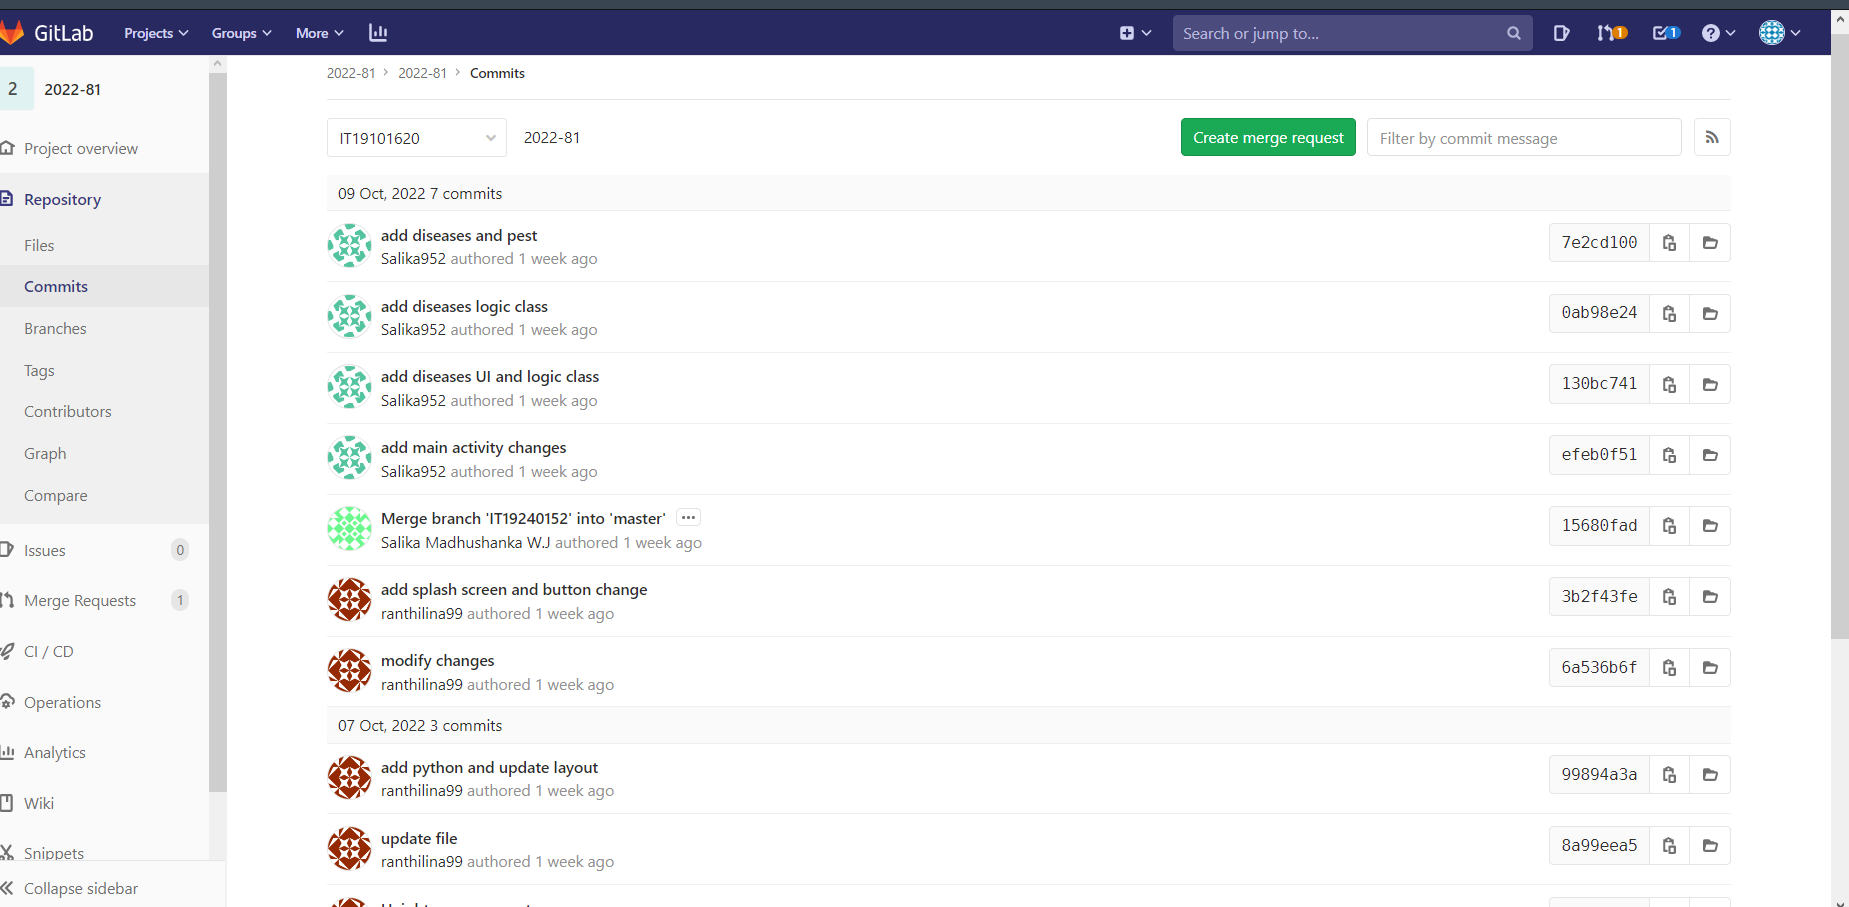 GitLab Projects Groups More Search or jump to... 1 1
2 2022-81
Project overview
Repository
Files
Commits
Branches
Tags
Contributors
Graph
Compare
Issues 0
Merge Requests 1
CI / CD
Operations
Analytics
Wiki
Snippets
Collapse sidebar
2022-81 › 2022-81 › Commits
IT19101620 2022-81 Create merge request Filter by commit message
09 Oct, 2022 7 commits
add diseases and pest
Salika952 authored 1 week ago
7e2cd100
add diseases logic class
Salika952 authored 1 week ago
0ab98e24
add diseases UI and logic class
Salika952 authored 1 week ago
130bc741
add main activity changes
Salika952 authored 1 week ago
efeb0f51
Merge branch 'IT19240152' into 'master' ...
Salika Madhushanka W.J authored 1 week ago
15680fad
add splash screen and button change
ranthilina99 authored 1 week ago
3b2f43fe
modify changes
ranthilina99 authored 1 week ago
6a536b6f
07 Oct, 2022 3 commits
add python and update layout
ranthilina99 authored 1 week ago
99894a3a
update file
ranthilina99 authored 1 week ago
8a99eea5